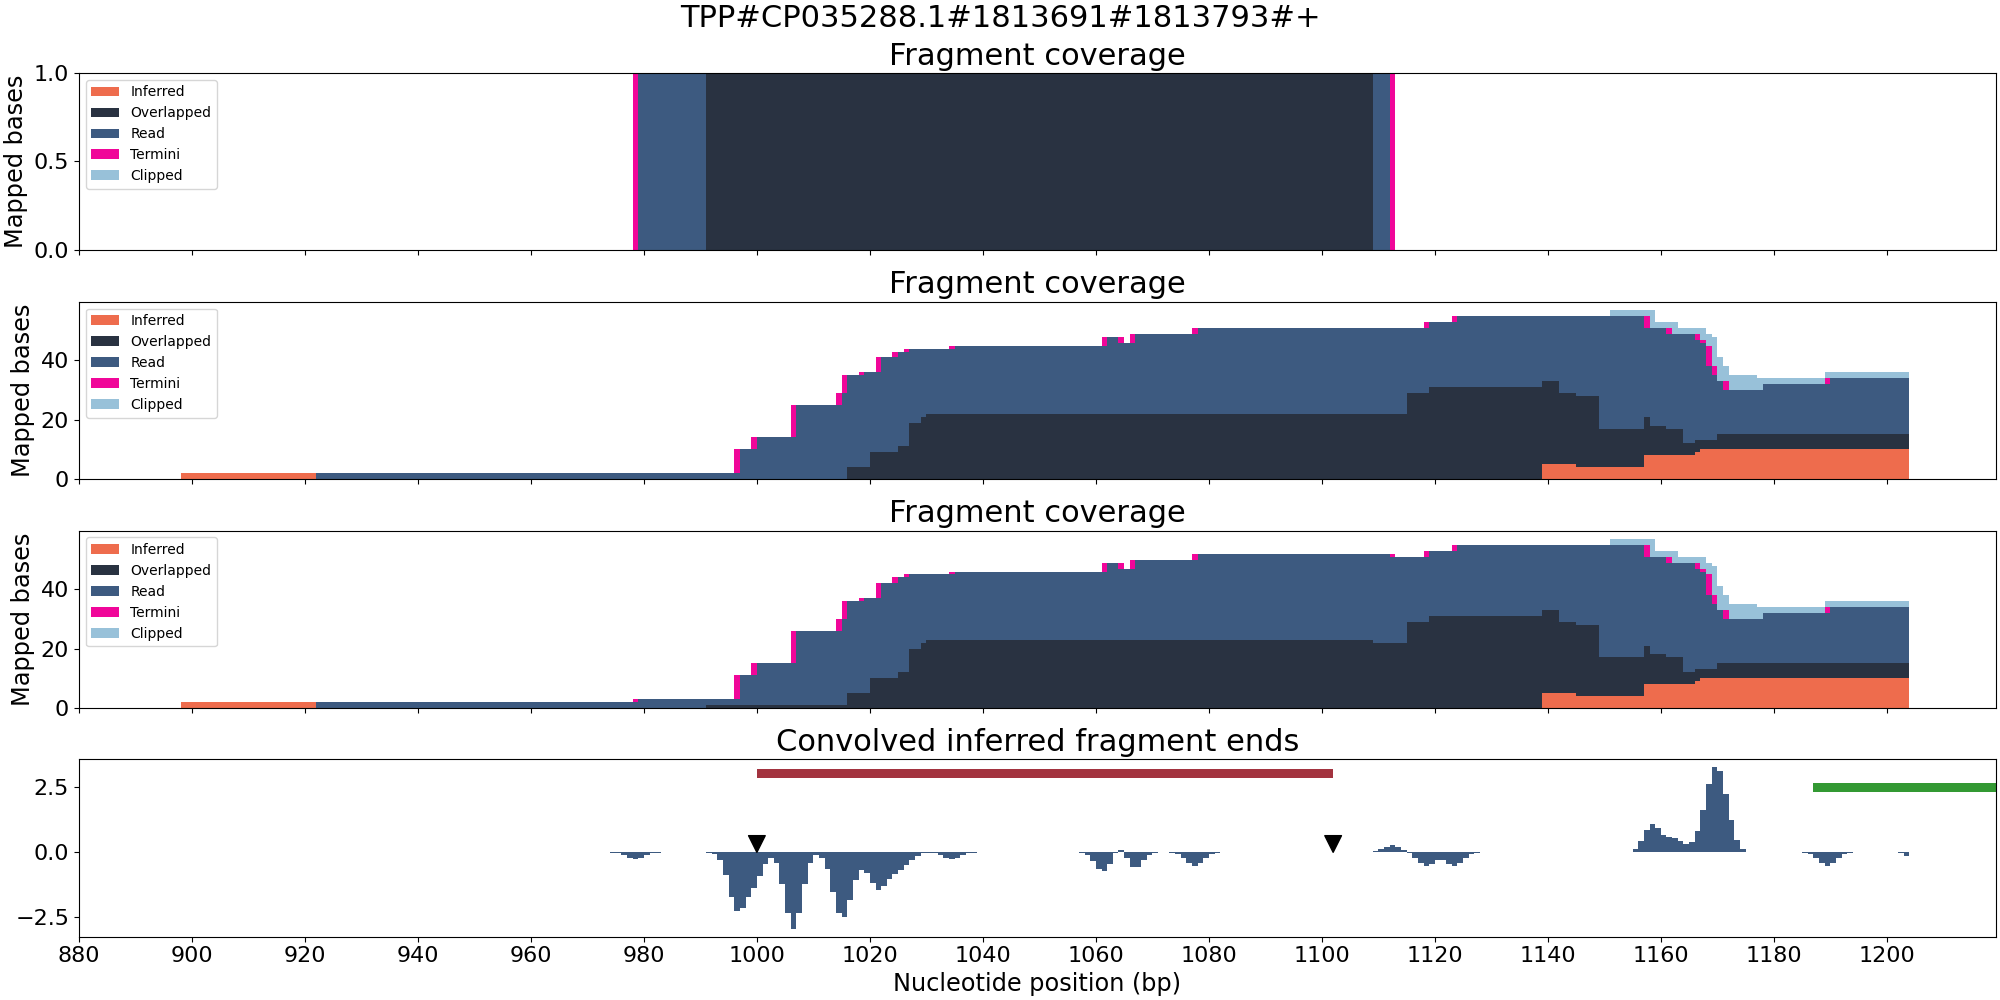 TPP#CP035288.1#1813691#1813793#+
Fragment coverage
Mapped bases
1.0
0.5
0.0
Inferred
Overlapped
Read
Termini
Clipped
Fragment coverage
Mapped bases
40
20
0
Inferred
Overlapped
Read
Termini
Clipped
Fragment coverage
Mapped bases
40
20
0
Inferred
Overlapped
Read
Termini
Clipped
Convolved inferred fragment ends
2.5
0.0
−2.5
880 900 920 940 960 980 1000 1020 1040 1060 1080 1100 1120 1140 1160 1180 1200
Nucleotide position (bp)